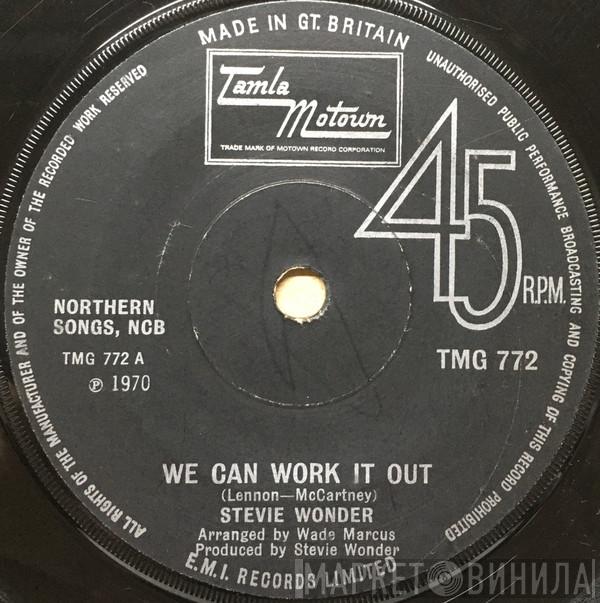 MADE IN GT. BRITAIN
Tamla
Motown
TRADE MARK OF MOTOWN RECORD CORPORATION
UNAUTHORISED PUBLIC PERFORMANCE BROADCASTING AND COPYING OF THIS RECORD PROHIBITED
ALL RIGHTS OF THE MANUFACTURER AND OF THE OWNER OF THE RECORDED WORK RESERVED
45
R.P.M.
NORTHERN
SONGS, NCB
TMG 772 A
℗ 1970
TMG 772
WE CAN WORK IT OUT
(Lennon—McCartney)
STEVIE WONDER
Arranged by Wade Marcus
Produced by Stevie Wonder
E.M.I. RECORDS LIMITED
МАРКЕТ ВИНИЛА